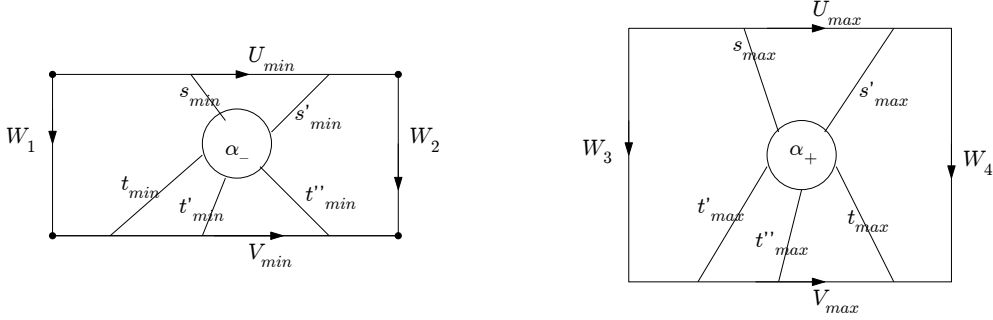 U_min
s_min
s'_min
W_1
α_-
W_2
t_min
t'_min
t''_min
V_min
U_max
s_max
s'_max
W_3
α_+
W_4
t'_max
t''_max
t_max
V_max